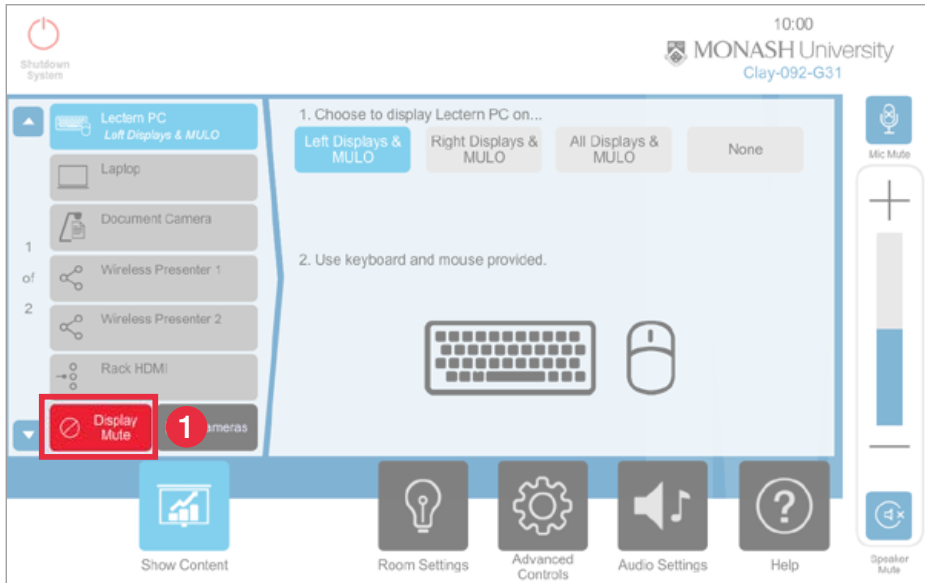 10:00
Shutdown
System
MONASH University
Clay-092-G31
Lectern PC
Left Displays & MULO
Laptop
Document Camera
Wireless Presenter 1
Wireless Presenter 2
Rack HDMI
1
of
2
Display
Mute
1
ameras
1. Choose to display Lectern PC on...
Left Displays &
MULO
Right Displays &
MULO
All Displays &
MULO
None
2. Use keyboard and mouse provided.
Mic Mute
Speaker
Mute
Show Content
Room Settings
Advanced
Controls
Audio Settings
?
Help